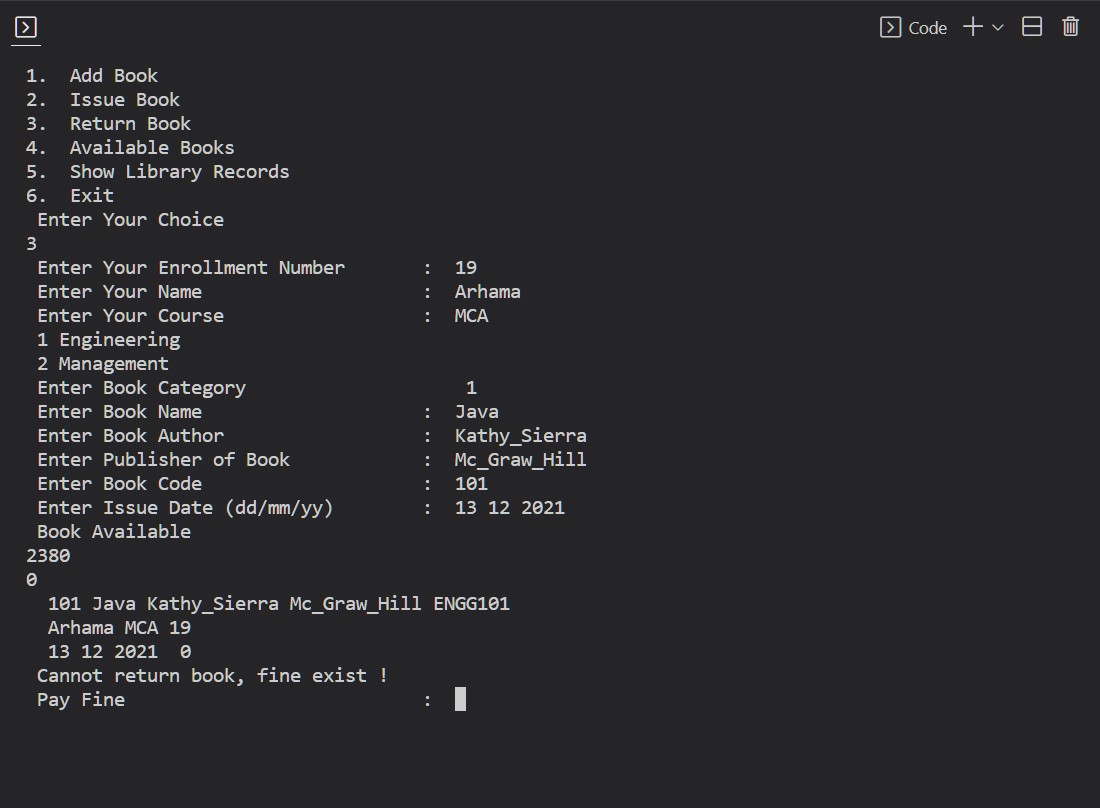 Code
1.  Add Book
2.  Issue Book
3.  Return Book
4.  Available Books
5.  Show Library Records
6.  Exit
Enter Your Choice
3
Enter Your Enrollment Number       :  19
Enter Your Name                    :  Arhama
Enter Your Course                  :  MCA
1 Engineering
2 Management
Enter Book Category                    1
Enter Book Name                    :  Java
Enter Book Author                  :  Kathy_Sierra
Enter Publisher of Book            :  Mc_Graw_Hill
Enter Book Code                    :  101
Enter Issue Date (dd/mm/yy)        :  13 12 2021
Book Available
2380
0
101 Java Kathy_Sierra Mc_Graw_Hill ENGG101
Arhama MCA 19
13 12 2021  0
Cannot return book, fine exist !
Pay Fine                           :